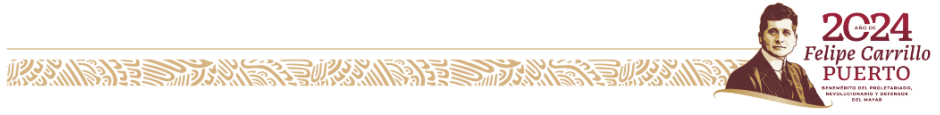 2024
AÑO DE
Felipe Carrillo
PUERTO
BENEMÉRITO DEL PROLETARIADO,
REVOLUCIONARIO Y DEFENSOR
DEL MAYAB